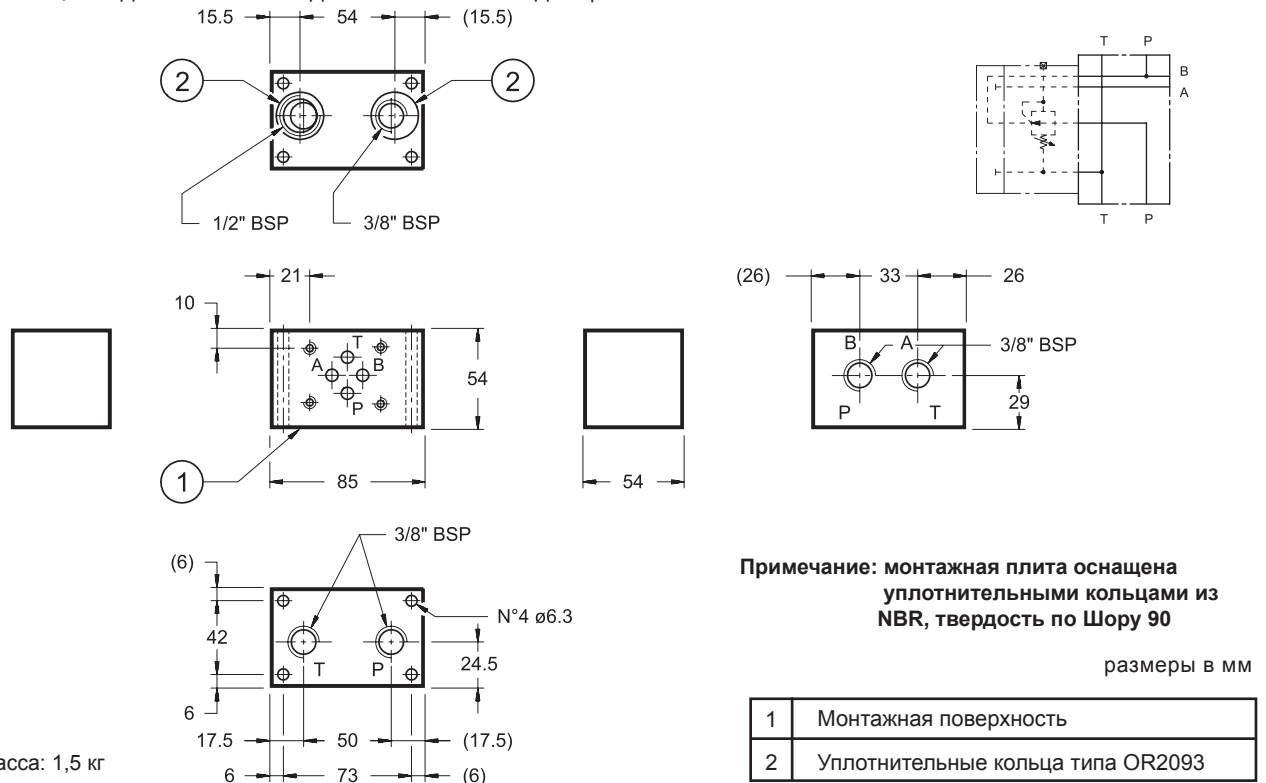 15.5 54 (15.5)
2 2
1/2" BSP 3/8" BSP
T P
B
A
T P
21
10
T
A B
P
54
85
1
54
(26) 33 26
B A 3/8" BSP
P T
29
3/8" BSP
(6)
42
6
T P
N°4 ø6.3
24.5
17.5 50 (17.5)
6 73 (6)
Примечание: монтажная плита оснащена
уплотнительными кольцами из
NBR, твердость по Шору 90
размеры в мм
1 Монтажная поверхность
2 Уплотнительные кольца типа OR2093
1,5 кг